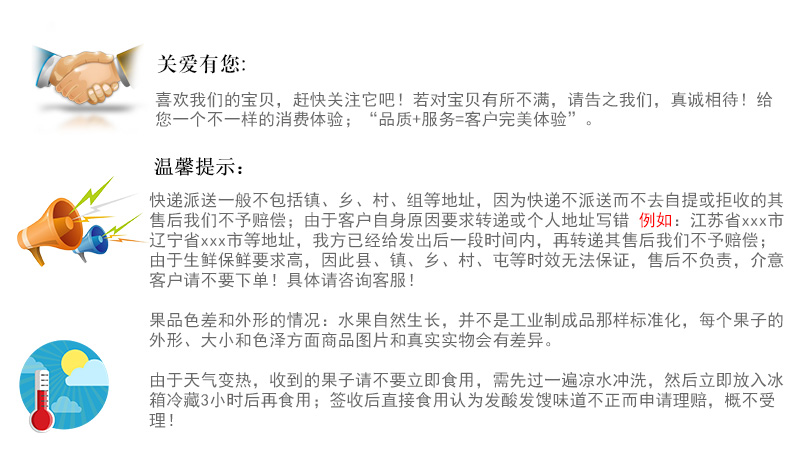 关爱有您:
喜欢我们的宝贝，赶快关注它吧！若对宝贝有所不满，请告之我们，真诚相待！给
您一个不一样的消费体验；“品质+服务=客户完美体验”。
温馨提示：
快递派送一般不包括镇、乡、村、组等地址，因为快递不派送而不去自提或拒收的其
售后我们不予赔偿；由于客户自身原因要求转递或个人地址写错 例如：江苏省xxx市
辽宁省xxx市等地址，我方已经给发出后一段时间内，再转递其售后我们不予赔偿；
由于生鲜保鲜要求高，因此县、镇、乡、村、屯等时效无法保证，售后不负责，介意
客户请不要下单！具体请咨询客服！
果品色差和外形的情况：水果自然生长，并不是工业制成品那样标准化，每个果子的
外形、大小和色泽方面商品图片和真实实物会有差异。
由于天气变热，收到的果子请不要立即食用，需先过一遍凉水冲洗，然后立即放入冰
箱冷藏3小时后再食用；签收后直接食用认为发酸发馊味道不正而申请理赔，概不受
理！